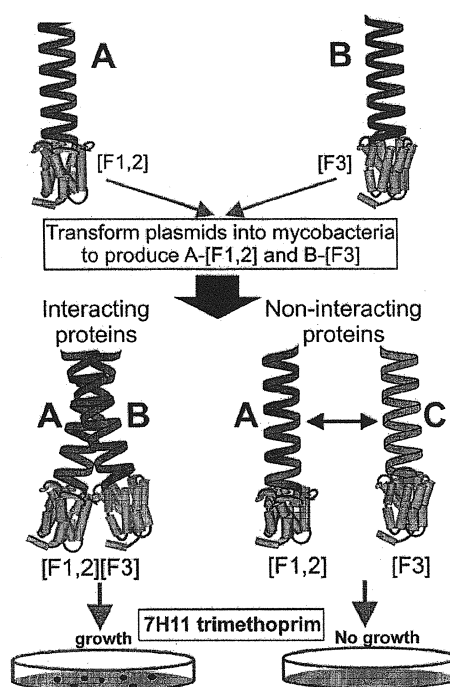 A
B
[F1,2]
[F3]
Transform plasmids into mycobacteria
to produce A-[F1,2] and B-[F3]
Interacting
proteins
Non-interacting
proteins
A
B
A
C
[F1,2][F3]
[F1,2]
[F3]
growth
7H11 trimethoprim
No growth